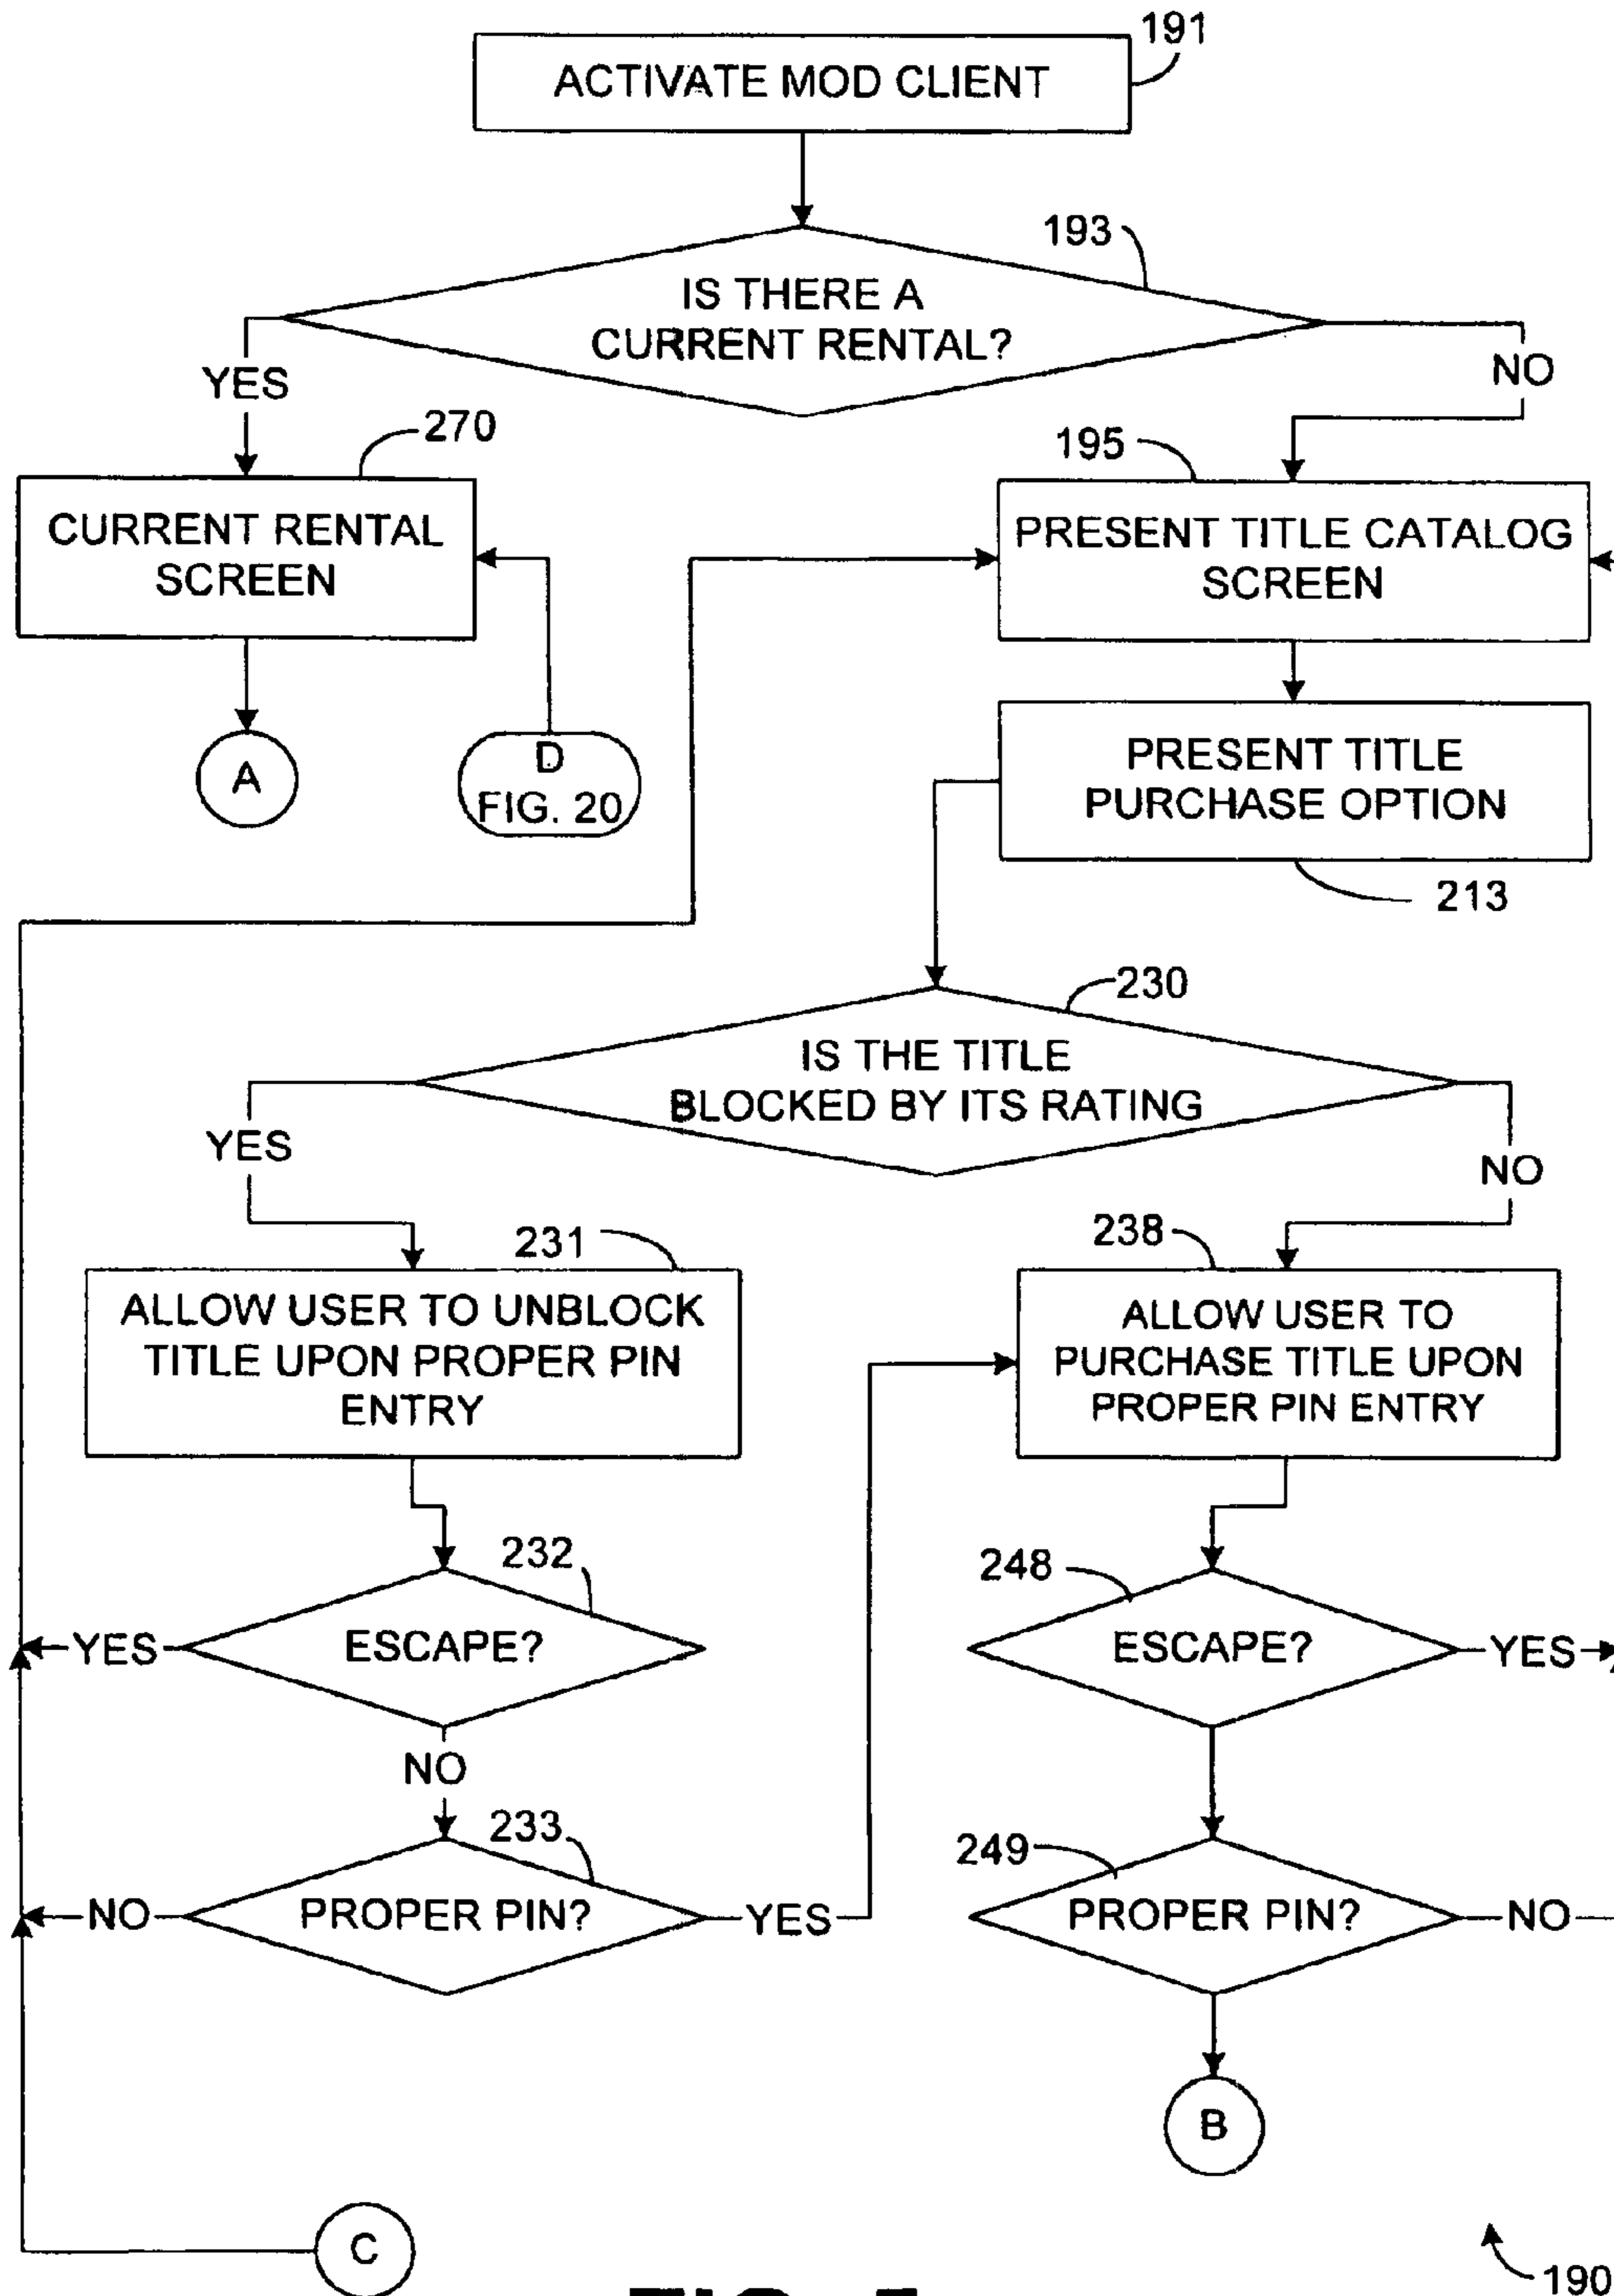 191
ACTIVATE MOD CLIENT
193
IS THERE A
CURRENT RENTAL?
YES
NO
270
195
CURRENT RENTAL
SCREEN
PRESENT TITLE CATALOG
SCREEN
A
D
FIG. 20
PRESENT TITLE
PURCHASE OPTION
213
230
IS THE TITLE
BLOCKED BY ITS RATING
YES
NO
231
238
ALLOW USER TO UNBLOCK
TITLE UPON PROPER PIN
ENTRY
ALLOW USER TO
PURCHASE TITLE UPON
PROPER PIN ENTRY
232
248
YES
ESCAPE?
ESCAPE?
YES
NO
233
249
NO
PROPER PIN?
YES
PROPER PIN?
NO
B
C
190